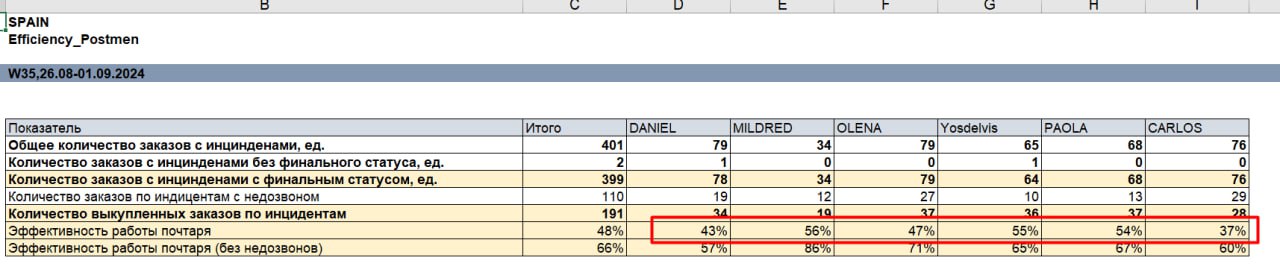 B C D E F G H I
SPAIN
Efficiency_Postmen
W35,26.08-01.09.2024
Показатель Итого DANIEL MILDRED OLENA Yosdelvis PAOLA CARLOS
Общее количество заказов с инцинденами, ед. 401 79 34 79 65 68 76
Количество заказов с инцинденами без финального статуса, ед. 2 1 0 0 1 0 0
Количество заказов с инцинденами с финальным статусом, ед. 399 78 34 79 64 68 76
Количество заказов по индицентам с недозвоном 110 19 12 27 10 13 29
Количество выкупленных заказов по инцидентам 191 34 19 37 36 37 28
Эффективность работы почтаря 48% 43% 56% 47% 55% 54% 37%
Эффективность работы почтаря (без недозвонов) 66% 57% 86% 71% 65% 67% 60%